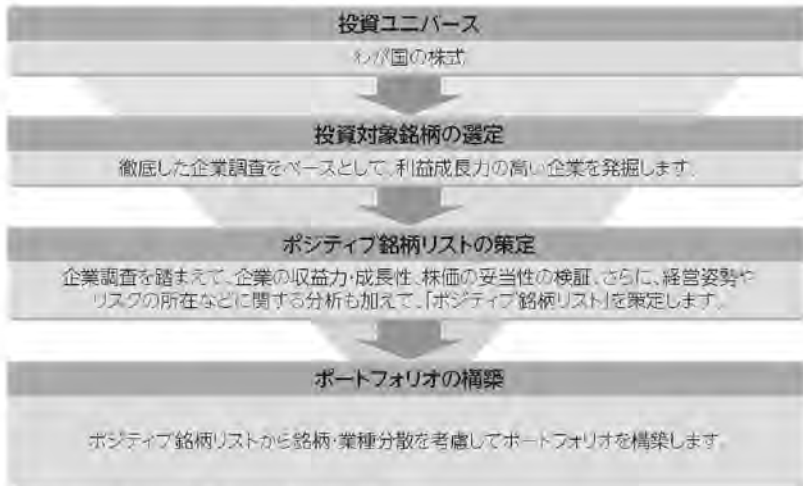 投資ユニバース
わが国の株式
投資対象銘柄の選定
徹底した企業調査をベースとして、利益成長力の高い企業を発掘します。
ポジティブ銘柄リストの策定
企業調査を踏まえて、企業の収益力・成長性、株価の妥当性の検証、さらに、経営姿勢や
リスクの所在などに関する分析も加えて、「ポジティブ銘柄リスト」を策定します。
ポートフォリオの構築
ポジティブ銘柄リストから銘柄・業種分散を考慮してポートフォリオを構築します。